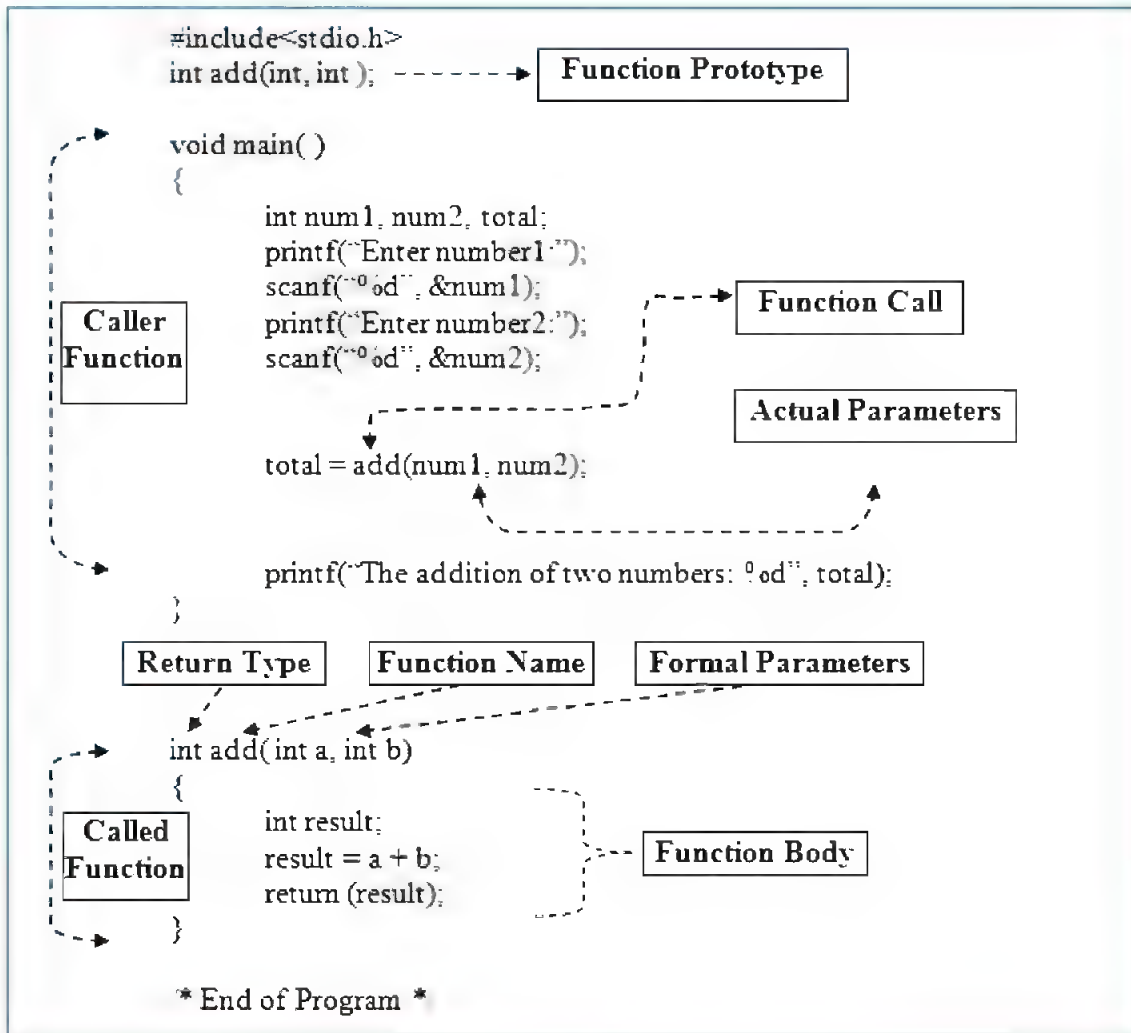 #include<stdio.h>
int add(int, int ); Function Prototype
void main( )
{
int num1, num2, total;
printf("Enter number1:");
scanf("%d", &num1);
Function Call
Caller
Function
printf("Enter number2:");
scanf("%d", &num2);
Actual Parameters
total = add(num1, num2);
printf("The addition of two numbers: %d", total);
}
Return Type Function Name Formal Parameters
int add( int a, int b)
{
Called
Function
int result;
result = a + b;
return (result);
Function Body
}
* End of Program *